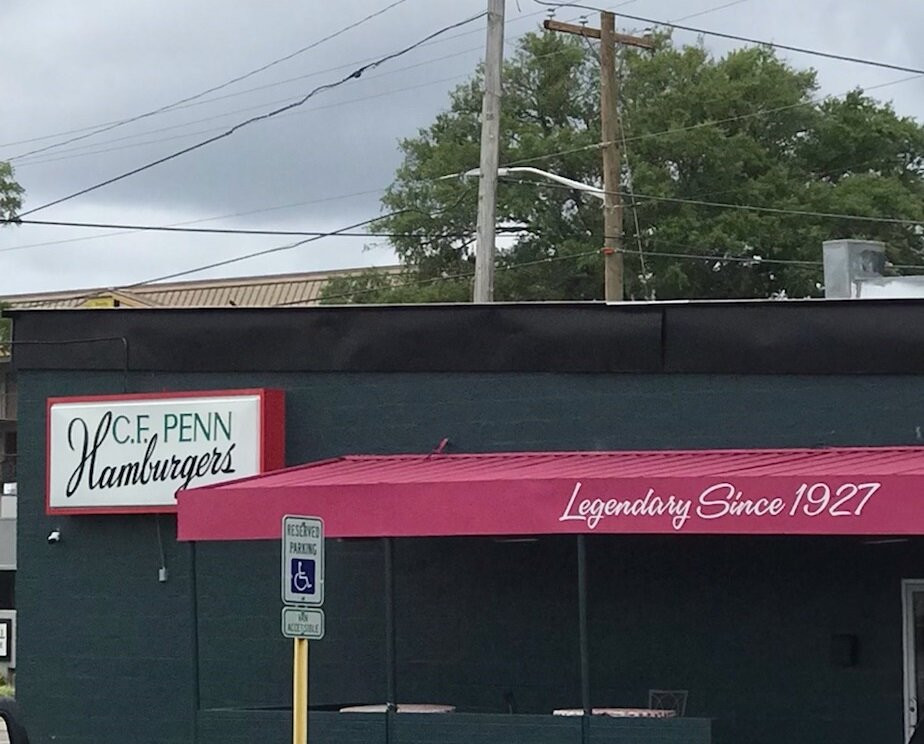 C.F. PENN
Hamburgers
Legendary Since 1927
RESERVED
PARKING
VAN
ACCESSIBLE